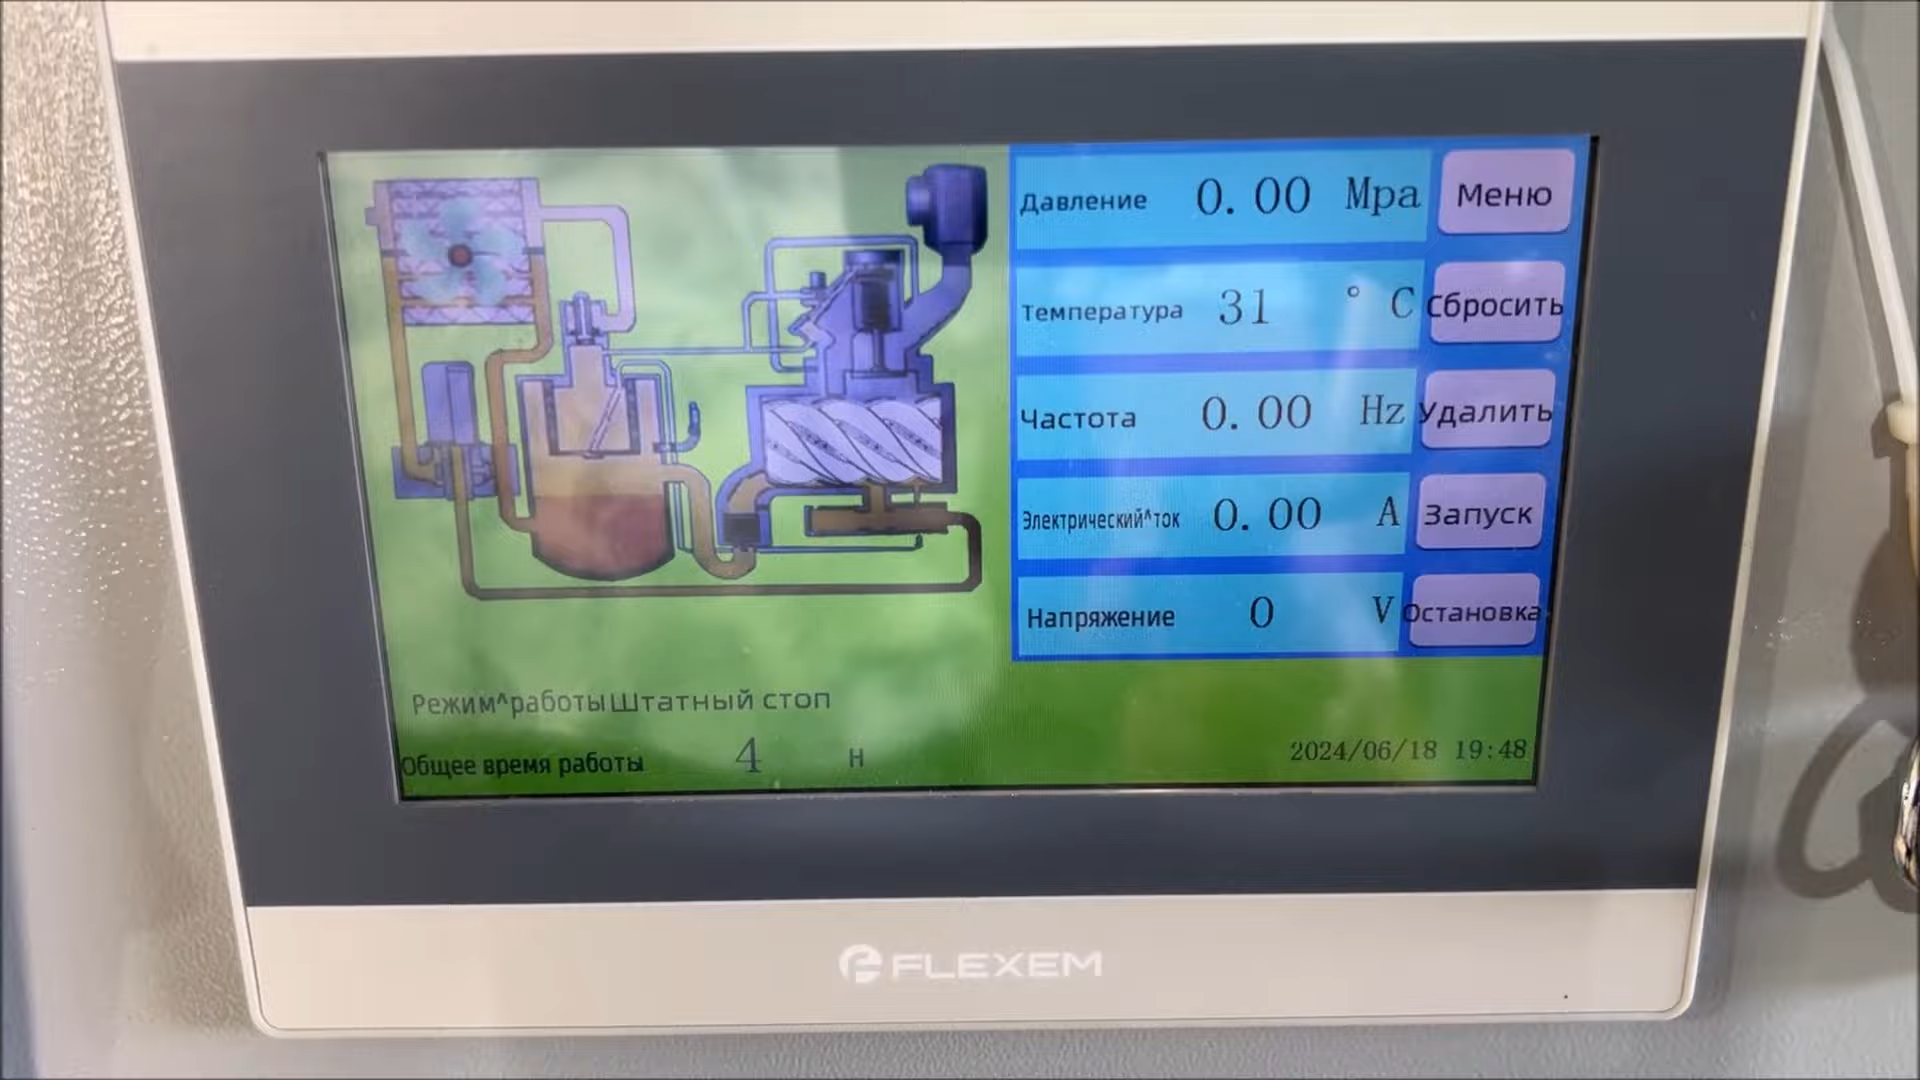 Давление 0.00 Mpa Меню
Температура 31 ° C Сбросить
Частота 0.00 Hz Удалить
Электрический^ток 0.00 A Запуск
Напряжение 0 V Остановка
Режим^работы Штатный стоп
Общее время работы 4 н
2024/06/18 19:48
FLEXEM